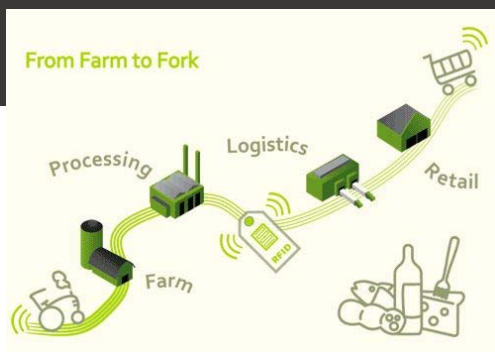 From Farm to Fork
Processing
Logistics
Retail
RFID
Farm